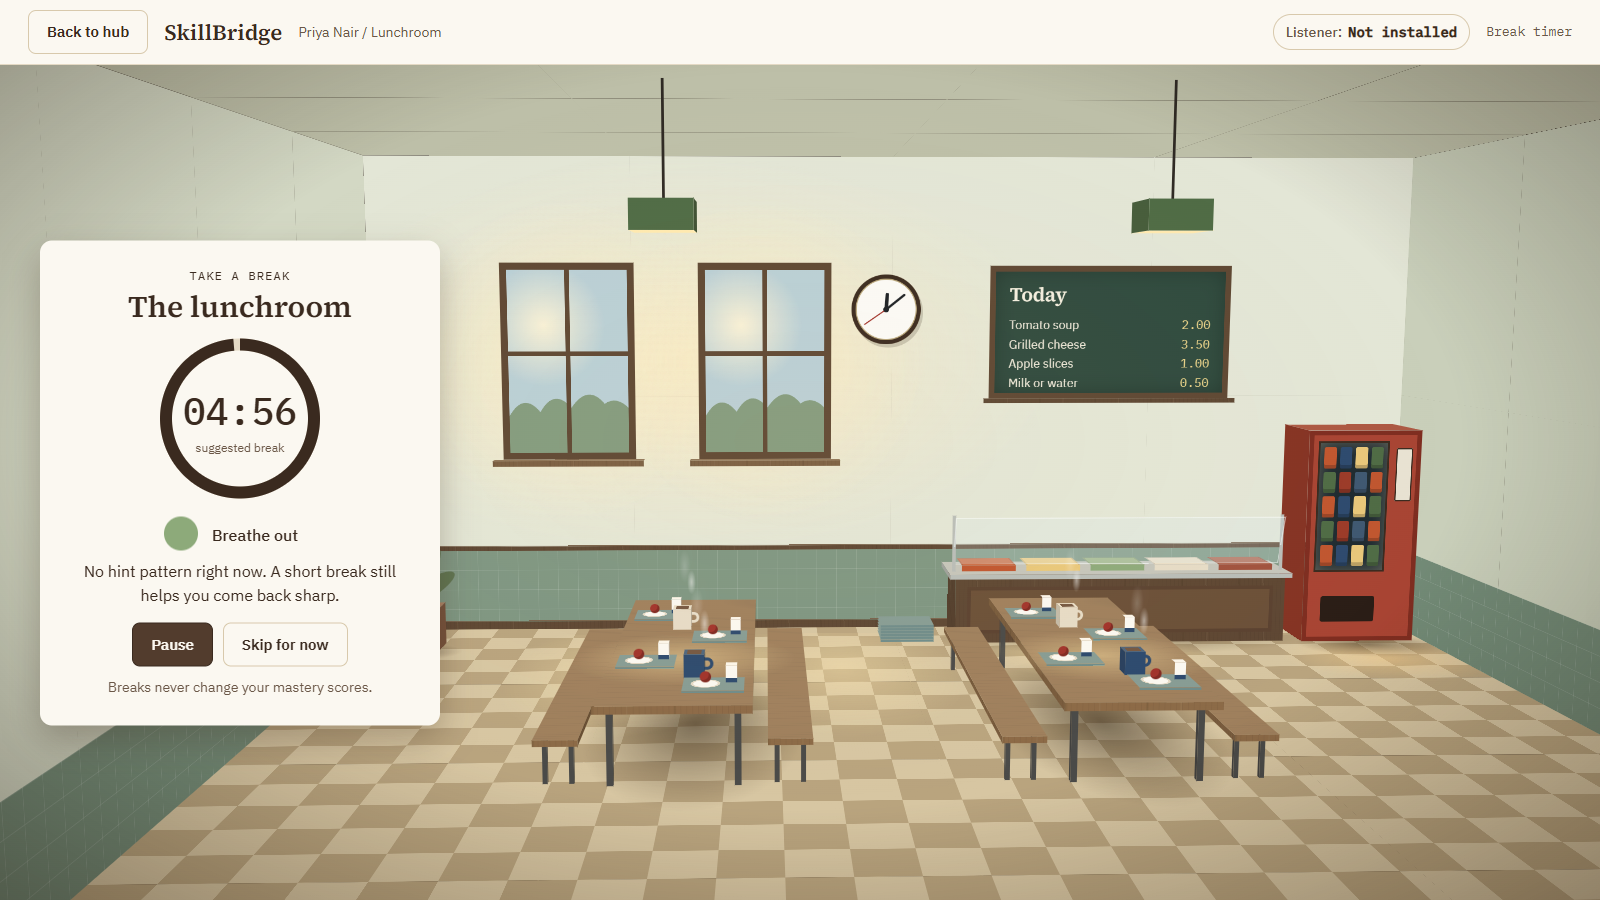 Back to hub
SkillBridge
Priya Nair / Lunchroom
Listener: Not installed
Break timer
TAKE A BREAK
The lunchroom
04:56
suggested break
Breathe out
No hint pattern right now. A short break still
helps you come back sharp.
Pause
Skip for now
Breaks never change your mastery scores.
Today
Tomato soup 2.00
Grilled cheese 3.50
Apple slices 1.00
Milk or water 0.50